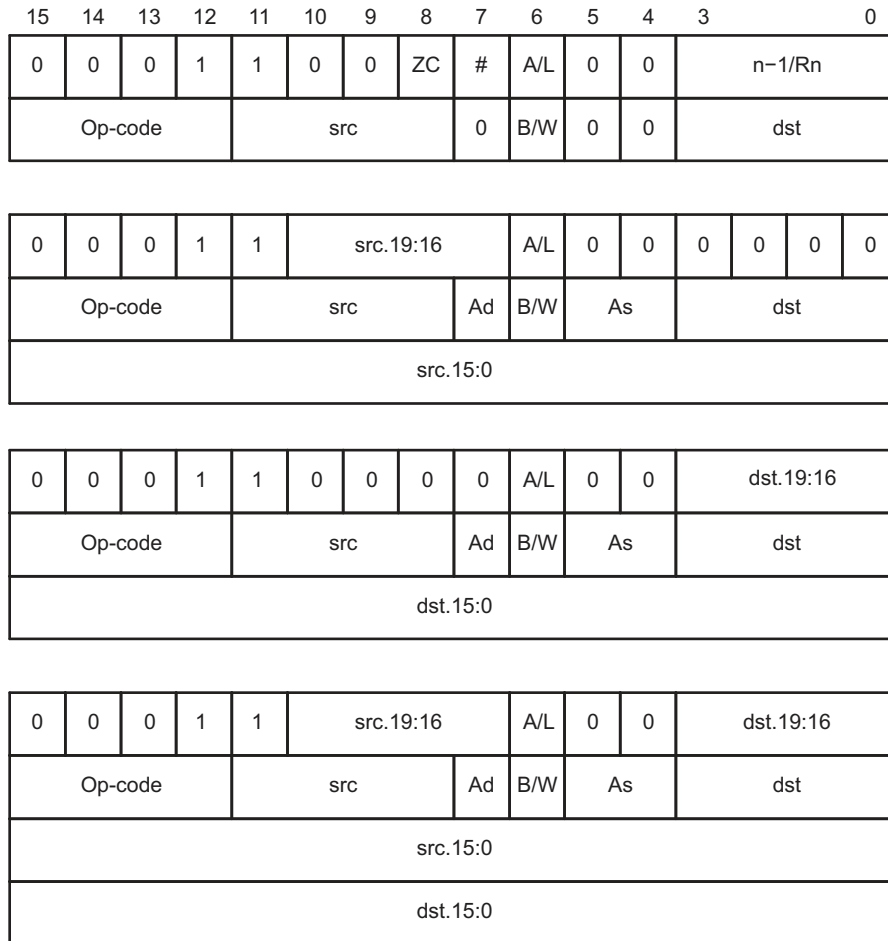 15 14 13 12 11 10 9 8 7 6 5 4 3 0
0 0 0 1 1 0 0 ZC # A/L 0 0 n−1/Rn
Op-code src 0 B/W 0 0 dst
0 0 0 1 1 src.19:16 A/L 0 0 0 0 0 0
Op-code src Ad B/W As dst
src.15:0
0 0 0 1 1 0 0 0 0 A/L 0 0 dst.19:16
Op-code src Ad B/W As dst
dst.15:0
0 0 0 1 1 src.19:16 A/L 0 0 dst.19:16
Op-code src Ad B/W As dst
src.15:0
dst.15:0